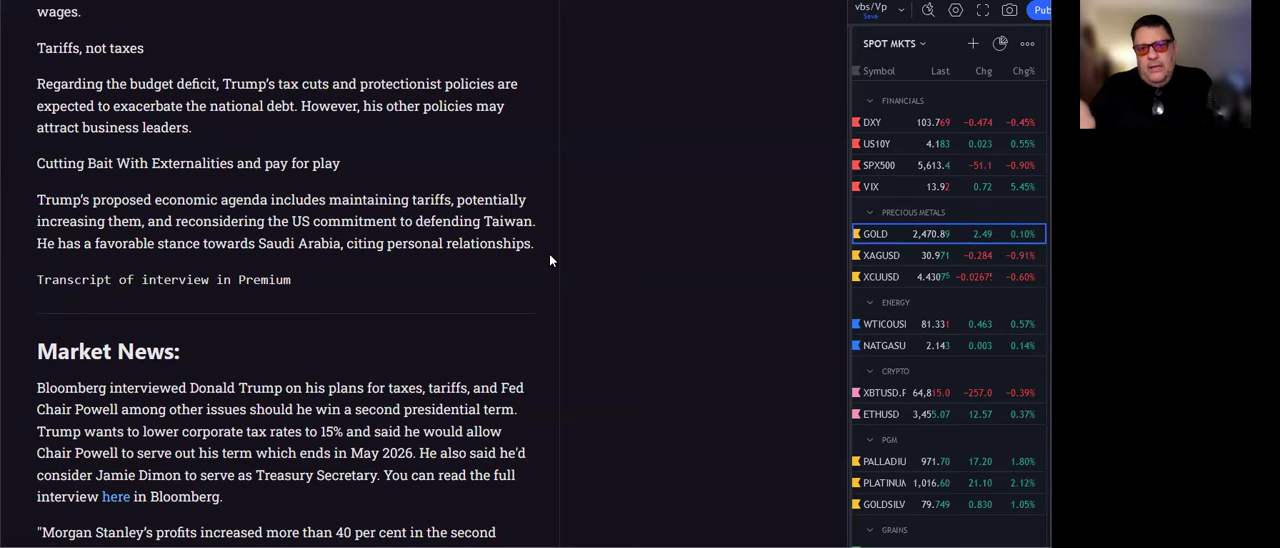 wages.
Tariffs, not taxes
Regarding the budget deficit, Trump's tax cuts and protectionist policies are
expected to exacerbate the national debt. However, his other policies may
attract business leaders.
Cutting Bait With Externalities and pay for play
Trump's proposed economic agenda includes maintaining tariffs, potentially
increasing them, and reconsidering the US commitment to defending Taiwan.
He has a favorable stance towards Saudi Arabia, citing personal relationships.
Transcript of interview in Premium
Market News:
Bloomberg interviewed Donald Trump on his plans for taxes, tariffs, and Fed
Chair Powell among other issues should he win a second presidential term.
Trump wants to lower corporate tax rates to 15% and said he would allow
Chair Powell to serve out his term which ends in May 2026. He also said he'd
consider Jamie Dimon to serve as Treasury Secretary. You can read the full
interview here in Bloomberg.
"Morgan Stanley's profits increased more than 40 per cent in the second
vbs/Vp
Save
Pub
SPOT MKTS
Symbol Last Chg Chg%
FINANCIALS
DXY 103.769 −0.474 −0.45%
US10Y 4.183 0.023 0.55%
SPX500 5,613.4 −51.1 −0.90%
VIX 13.92 0.72 5.45%
PRECIOUS METALS
GOLD 2,470.89 2.49 0.10%
XAGUSD 30.971 −0.284 −0.91%
XCUUSD 4.43075 −0.02675 −0.60%
ENERGY
WTICOUSI 81.331 0.463 0.57%
NATGASU 2.143 0.003 0.14%
CRYPTO
XBTUSD.F 64,815.0 −257.0 −0.39%
ETHUSD 3,455.07 12.57 0.37%
PGM
PALLADIU 971.70 17.20 1.80%
PLATINUM 1,016.60 21.10 2.12%
GOLDSILV 79.749 0.830 1.05%
GRAINS